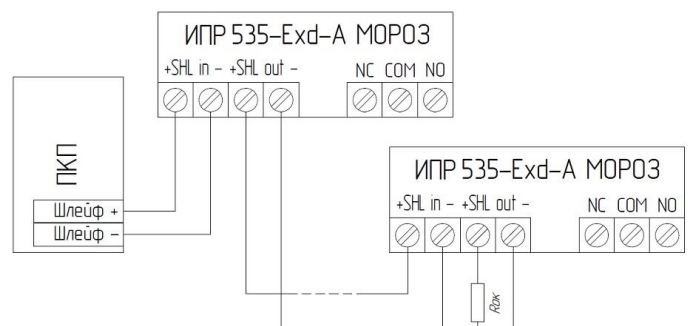 ИПР 535-Exd-A МОРОЗ
+SHL in - +SHL out -
NC COM NO
ПКП
Шлейф +
Шлейф -
ИПР 535-Exd-A МОРОЗ
+SHL in - +SHL out -
NC COM NO
Rок